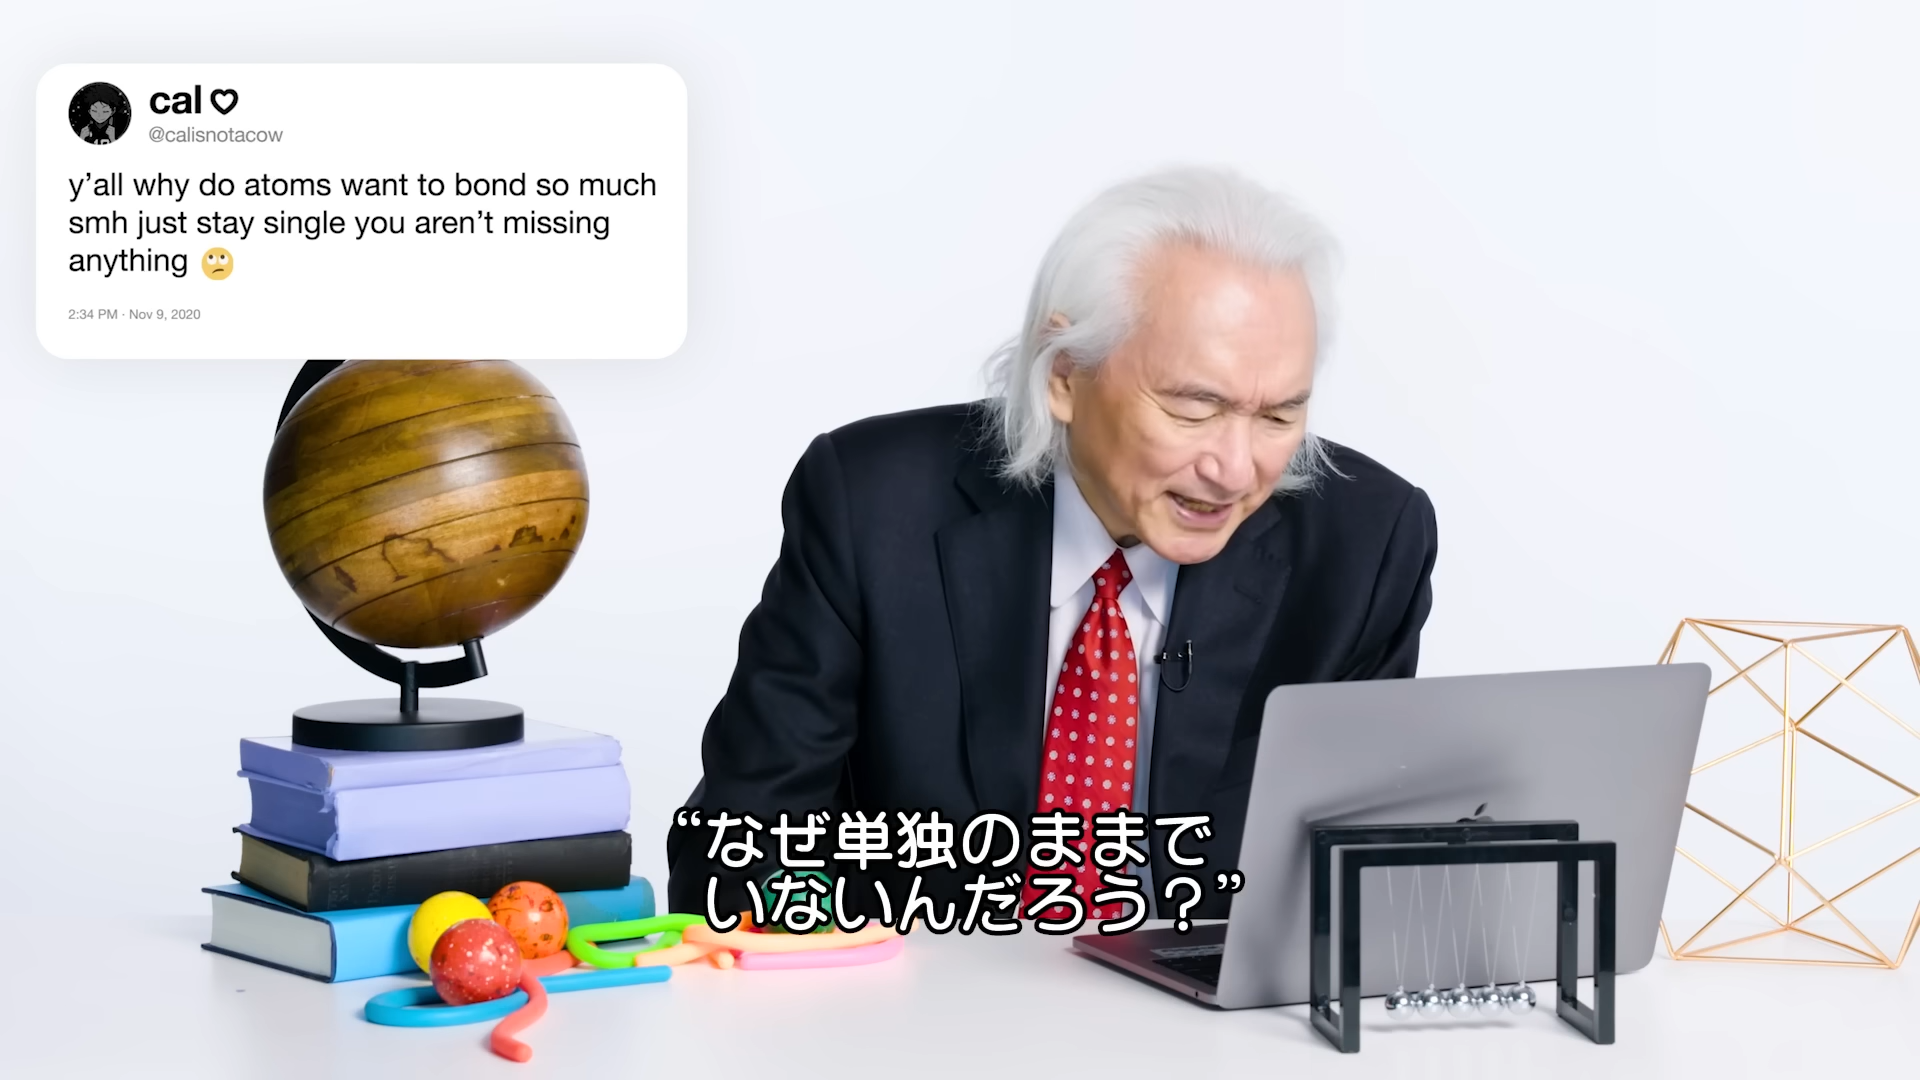 cal♡
@calisnotacow
y’all why do atoms want to bond so much
smh just stay single you aren’t missing
anything 🙄
2:34 PM · Nov 9, 2020
“なぜ単独のままで
いないんだろう？”